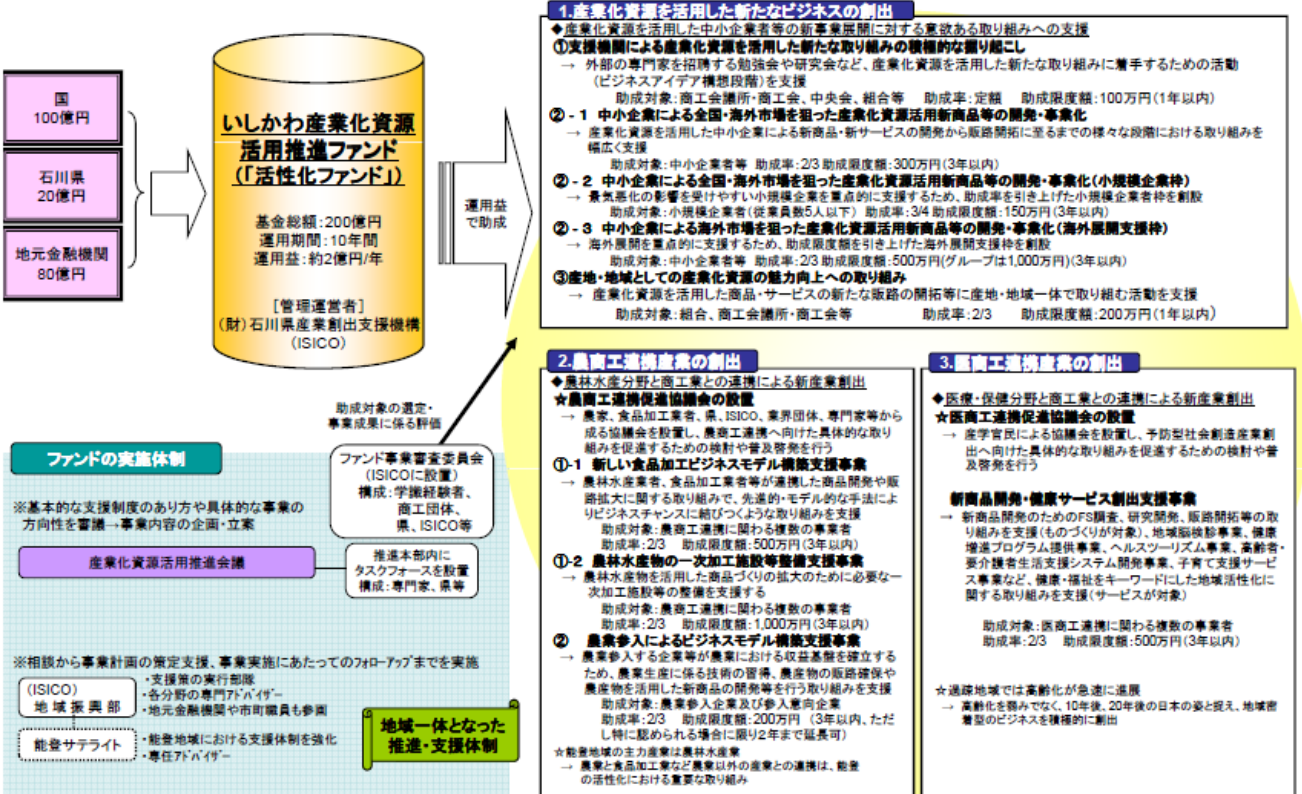 国
100億円
石川県
20億円
地元金融機関
80億円
いしかわ産業化資源
活用推進ファンド
(「活性化ファンド」)
基金総額:200億円
運用期間:10年間
運用益:約2億円/年
[管理運営者]
(財)石川県産業創出支援機構
(ISICO)
運用益
で助成
1.産業化資源を活用した新たなビジネスの創出
◆産業化資源を活用した中小企業者等の新事業展開に対する意欲ある取り組みへの支援
①支援機関による産業化資源を活用した新たな取り組みの積極的な掘り起こし
→ 外部の専門家を招聘する勉強会や研究会など、産業化資源を活用した新たな取り組みに着手するための活動
(ビジネスアイデア構想段階)を支援
助成対象:商工会議所・商工会、中央会、組合等 助成率:定額 助成限度額:100万円(1年以内)
②-1 中小企業による全国・海外市場を狙った産業化資源活用新商品等の開発・事業化
→ 産業化資源を活用した中小企業による新商品・新サービスの開発から販路開拓に至るまでの様々な段階における取り組みを
幅広く支援
助成対象:中小企業者等 助成率:2/3 助成限度額:300万円(3年以内)
②-2 中小企業による全国・海外市場を狙った産業化資源活用新商品等の開発・事業化(小規模企業枠)
→ 景気悪化の影響を受けやすい小規模企業を重点的に支援するため、助成率を引き上げた小規模企業者枠を創設
助成対象:小規模企業者(従業員数5人以下) 助成率:3/4 助成限度額:150万円(3年以内)
②-3 中小企業による海外市場を狙った産業化資源活用新商品等の開発・事業化(海外展開支援枠)
→ 海外展開を重点的に支援するため、助成限度額を引き上げた海外展開支援枠を創設
助成対象:中小企業者等 助成率:2/3 助成限度額:500万円(グループは1,000万円)(3年以内)
③産地・地域としての産業化資源の魅力向上への取り組み
→ 産業化資源を活用した商品・サービスの新たな販路の開拓等に産地・地域一体で取り組む活動を支援
助成対象:組合、商工会議所・商工会等 助成率:2/3 助成限度額:200万円(1年以内)
2.農商工連携産業の創出
◆農林水産分野と商工業との連携による新産業創出
☆農商工連携促進協議会の設置
→ 農家、食品加工業者、県、ISICO、業界団体、専門家等から
成る協議会を設置し、農商工連携へ向けた具体的な取り
組みを促進するための検討や普及啓発を行う
①-1 新しい食品加工ビジネスモデル構築支援事業
→ 農林水産業者、食品加工業者等が連携した商品開発や販
路拡大に関する取り組みで、先進的・モデル的な手法によ
りビジネスチャンスに結びつくような取り組みを支援
助成対象:農商工連携に関わる複数の事業者
助成率:2/3 助成限度額:500万円(3年以内)
①-2 農林水産物の一次加工施設等整備支援事業
→ 農林水産物を活用した商品づくりの拡大のために必要な一
次加工施設等の整備を支援する
助成対象:農商工連携に関わる複数の事業者
助成率:2/3 助成限度額:1,000万円(3年以内)
② 農業参入によるビジネスモデル構築支援事業
→ 農業参入する企業等が農業における収益基盤を確立する
ため、農業生産に係る技術の習得、農産物の販路確保や
農産物を活用した新商品の開発等を行う取り組みを支援
助成対象:農業参入企業及び参入意向企業
助成率:2/3 助成限度額:200万円 (3年以内、ただ
し特に認められる場合に限り2年まで延長可)
☆能登地域の主力産業は農林水産業
→ 農業と食品加工業など農業以外の産業との連携は、能登
の活性化における重要な取り組み
3.医商工連携産業の創出
◆医療・保健分野と商工業との連携による新産業創出
☆医商工連携促進協議会の設置
→ 産学官民による協議会を設置し、予防型社会創造産業創
出へ向けた具体的な取り組みを促進するための検討や普
及啓発を行う
新商品開発・健康サービス創出支援事業
→ 新商品開発のためのFS調査、研究開発、販路開拓等の取
り組みを支援(ものづくりが対象)、地域脳検診事業、健康
増進プログラム提供事業、ヘルスツーリズム事業、高齢者・
要介護者生活支援システム開発事業、子育て支援サービ
ス事業など、健康・福祉をキーワードにした地域活性化に
関する取り組みを支援(サービスが対象)
助成対象:医商工連携に関わる複数の事業者
助成率:2/3 助成限度額:500万円(3年以内)
☆過疎地域では高齢化が急速に進展
→ 高齢化を弱みでなく、10年後、20年後の日本の姿と捉え、地域密
着型のビジネスを積極的に創出
助成対象の選定・
事業成果に係る評価
ファンド事業審査委員会
(ISICOに設置)
構成:学識経験者、
商工団体、
県、ISICO等
ファンドの実施体制
※基本的な支援制度のあり方や具体的な事業の
方向性を審議→事業内容の企画・立案
産業化資源活用推進会議
推進本部内に
タスクフォースを設置
構成:専門家、県等
※相談から事業計画の策定支援、事業実施にあたってのフォローアップまでを実施
(ISICO)
地域振興部
・支援策の実行部隊
・各分野の専門アドバイザー
・地元金融機関や市町職員も参画
能登サテライト
・能登地域における支援体制を強化
・専任アドバイザー
地域一体となった
推進・支援体制